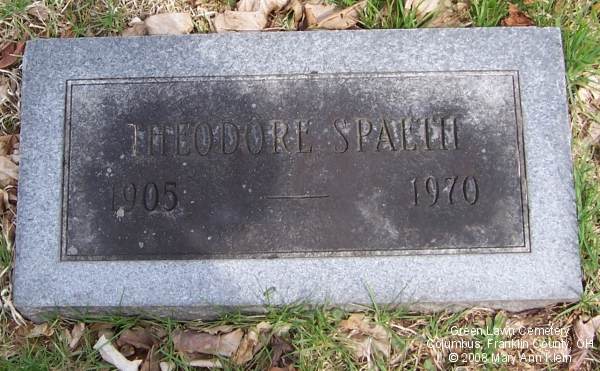 THEODORE SPAETH
1905 — 1970
Green Lawn Cemetery
Columbus, Franklin County, OH
© 2008 Mary Ann Klein